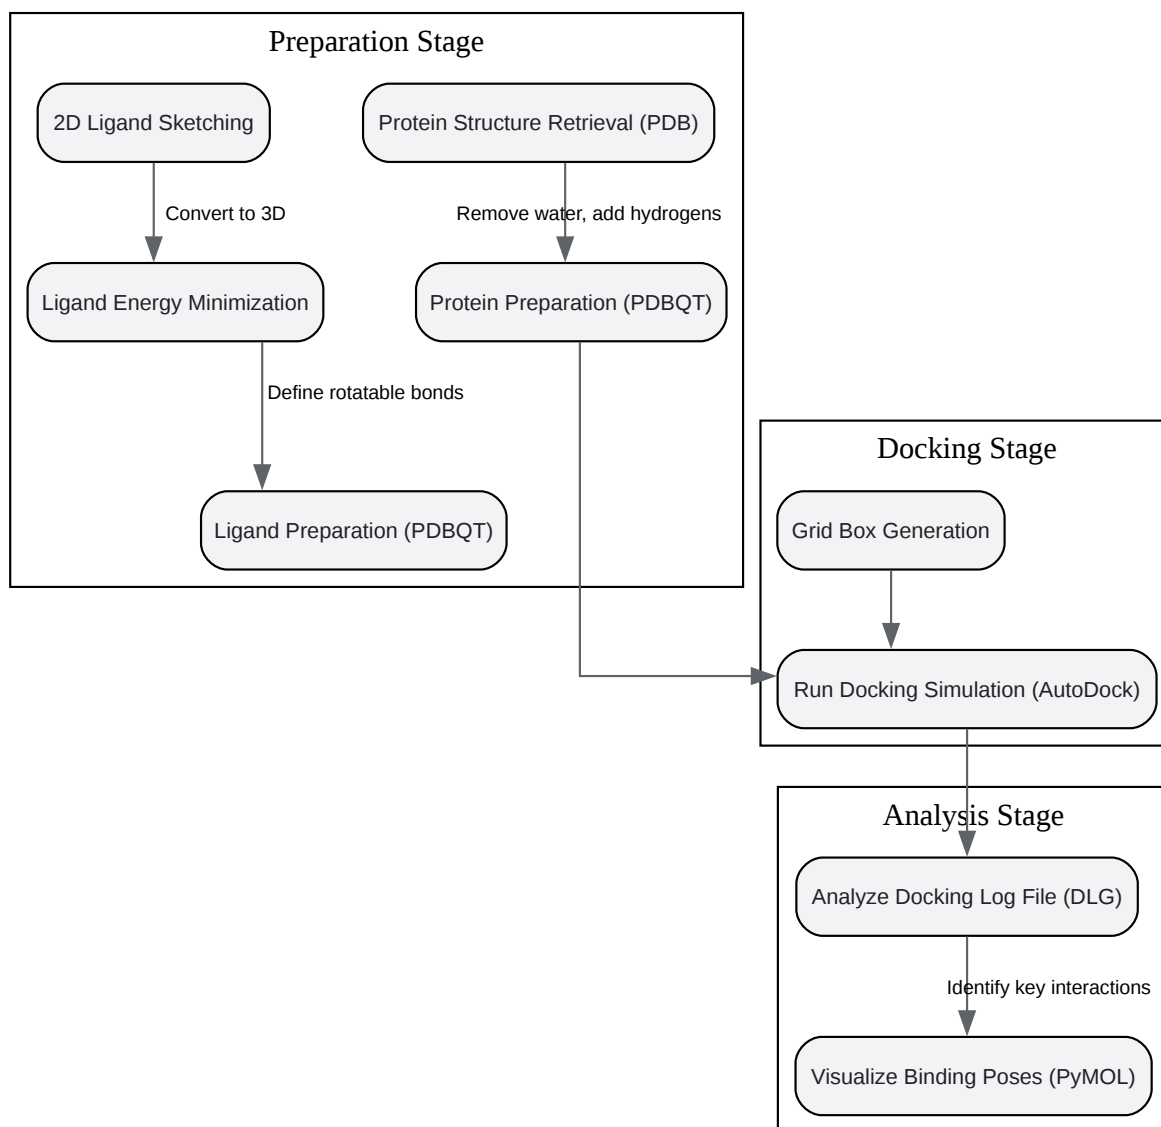 Preparation Stage
2D Ligand Sketching
Protein Structure Retrieval (PDB)
Convert to 3D
Remove water, add hydrogens
Ligand Energy Minimization
Protein Preparation (PDBQT)
Define rotatable bonds
Ligand Preparation (PDBQT)
Docking Stage
Grid Box Generation
Run Docking Simulation (AutoDock)
Analysis Stage
Analyze Docking Log File (DLG)
Identify key interactions
Visualize Binding Poses (PyMOL)